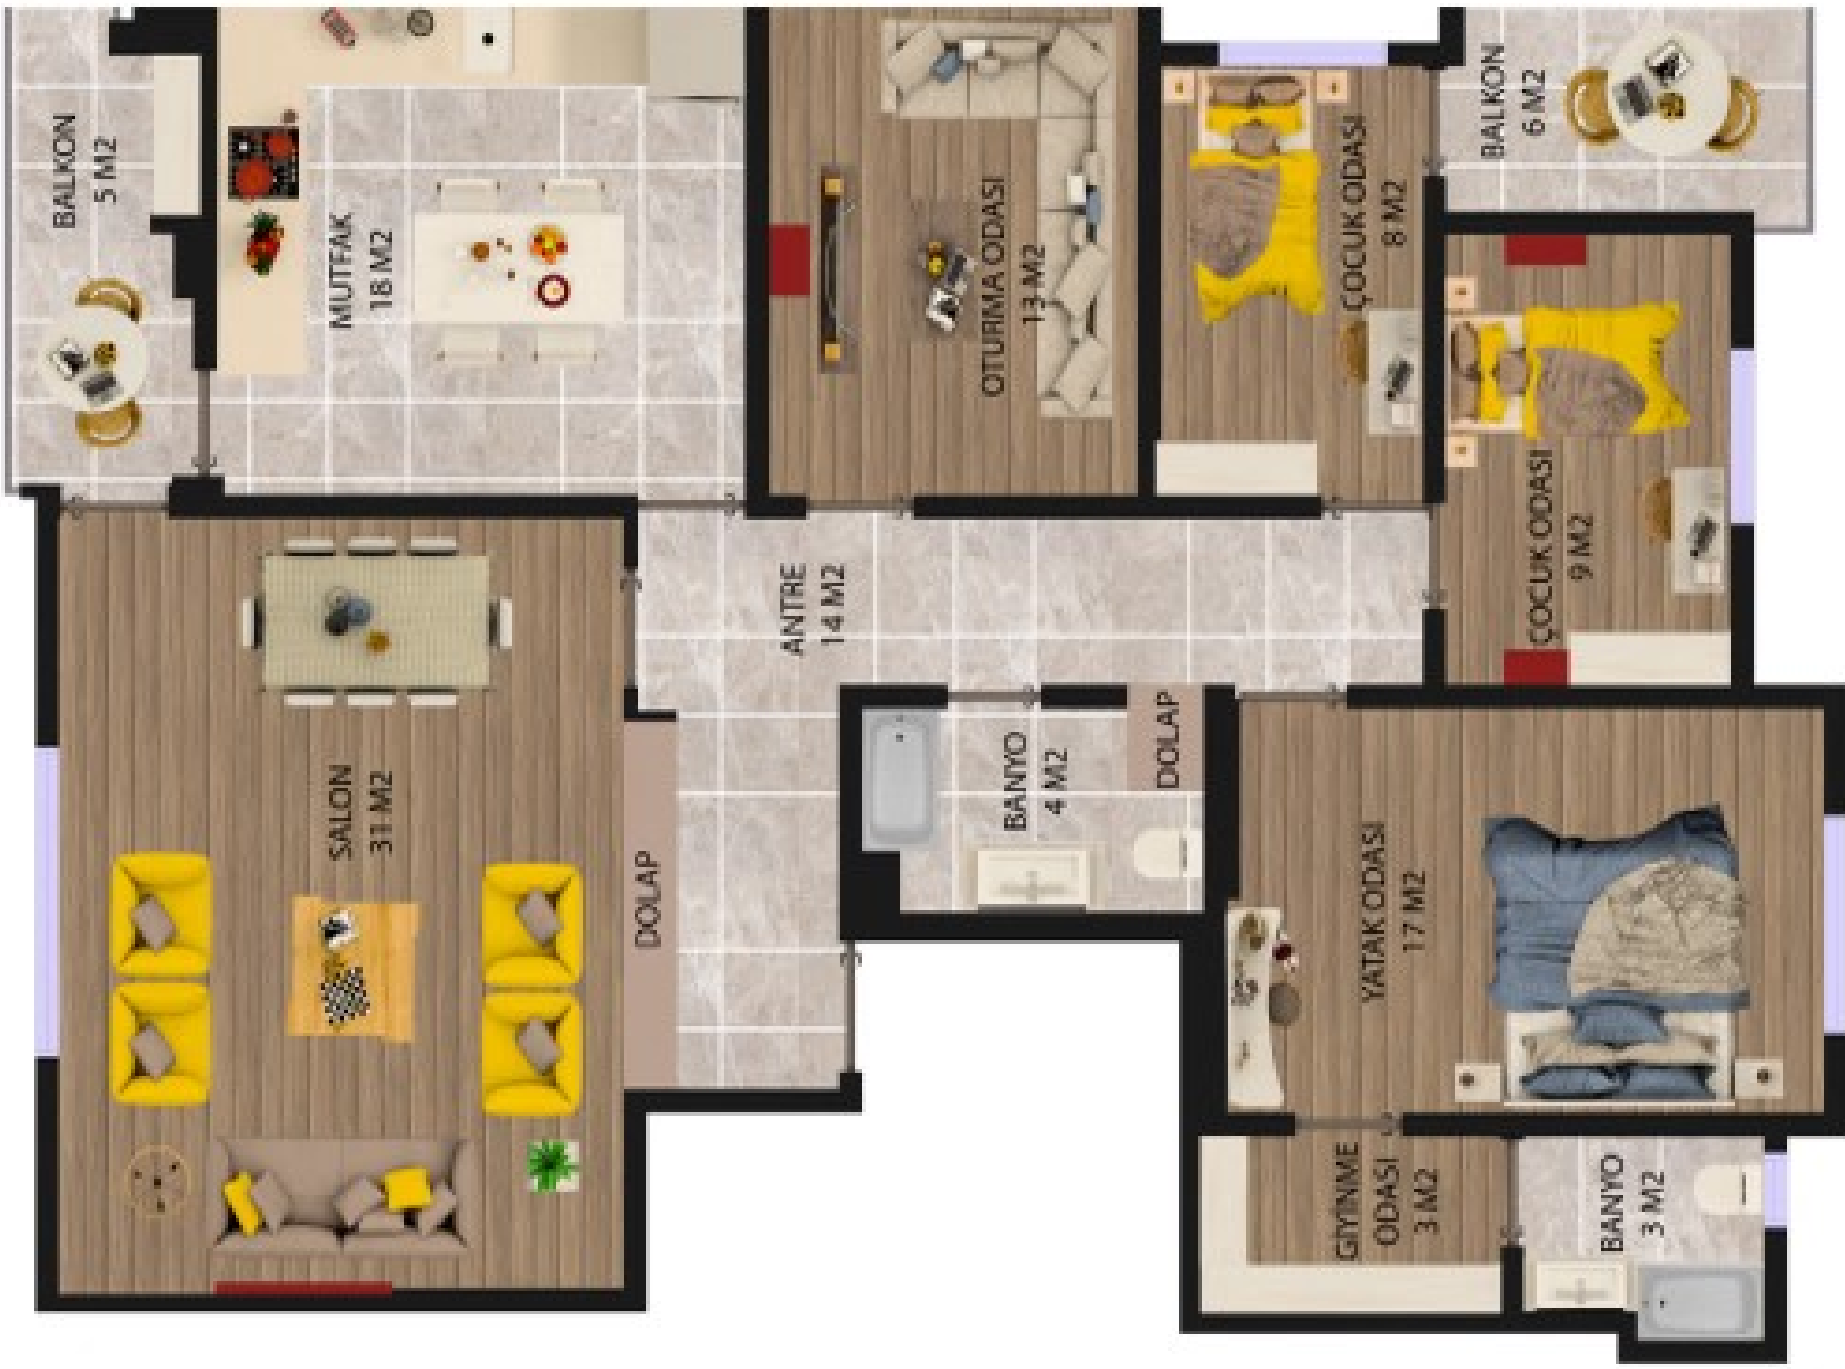 BALKON
5 M2
MUTFAK
18 M2
OTURMA ODASI
13 M2
ÇOCUK ODASI
8 M2
BALKON
6 M2
ÇOCUK ODASI
9 M2
ANTRE
14 M2
SALON
31 M2
DOLAP
BANYO
4 M2
DOLAP
YATAK ODASI
17 M2
GİYİNME
ODASI
3 M2
BANYO
3 M2